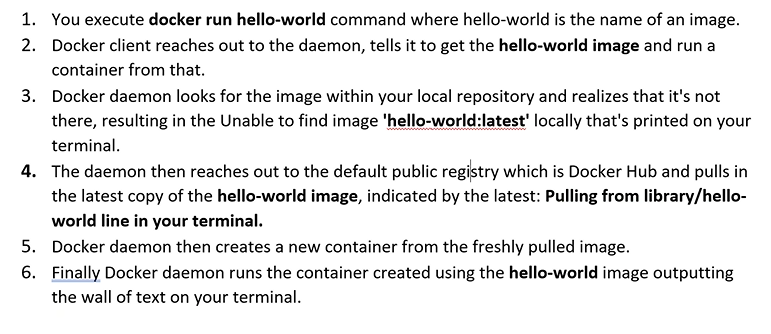 1. You execute docker run hello-world command where hello-world is the name of an image.
2. Docker client reaches out to the daemon, tells it to get the hello-world image and run a
container from that.
3. Docker daemon looks for the image within your local repository and realizes that it's not
there, resulting in the Unable to find image 'hello-world:latest' locally that's printed on your
terminal.
4. The daemon then reaches out to the default public registry which is Docker Hub and pulls in
the latest copy of the hello-world image, indicated by the latest: Pulling from library/hello-
world line in your terminal.
5. Docker daemon then creates a new container from the freshly pulled image.
6. Finally Docker daemon runs the container created using the hello-world image outputting
the wall of text on your terminal.